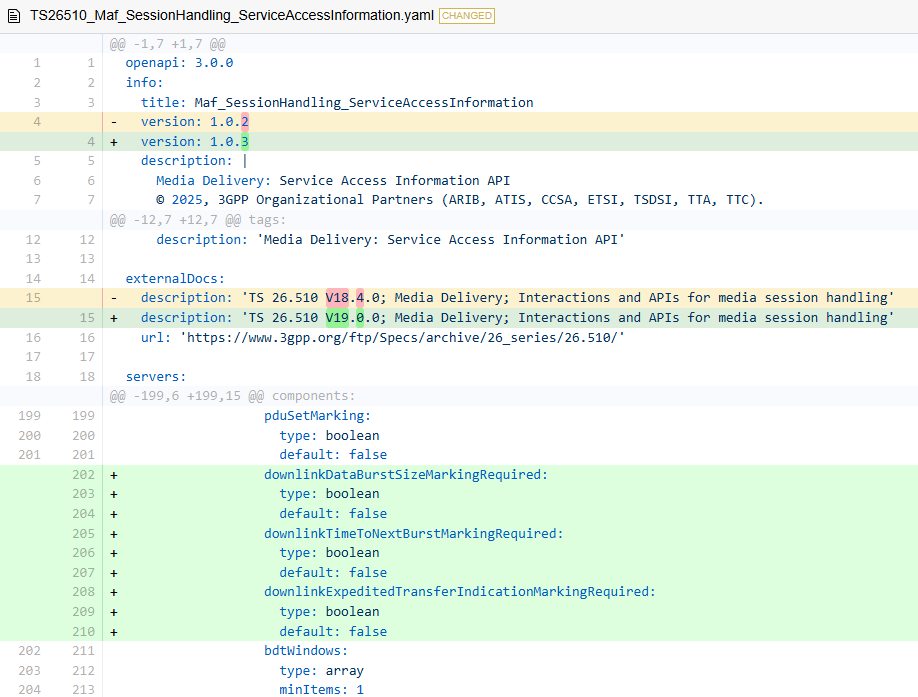 TS26510_Maf_SessionHandling_ServiceAccessInformation.yaml CHANGED
@@ -1,7 +1,7 @@
1 1 openapi: 3.0.0
2 2 info:
3 3 title: Maf_SessionHandling_ServiceAccessInformation
4 - version: 1.0.2
4 + version: 1.0.3
5 5 description: |
6 6 Media Delivery: Service Access Information API
7 7 © 2025, 3GPP Organizational Partners (ARIB, ATIS, CCSA, ETSI, TSDSI, TTA, TTC).
@@ -12,7 +12,7 @@ tags:
12 12 description: 'Media Delivery: Service Access Information API'
13 13
14 14 externalDocs:
15 - description: 'TS 26.510 V18.4.0; Media Delivery; Interactions and APIs for media session handling'
15 + description: 'TS 26.510 V19.0.0; Media Delivery; Interactions and APIs for media session handling'
16 16 url: 'https://www.3gpp.org/ftp/Specs/archive/26_series/26.510/'
17 17
18 18 servers:
@@ -199,6 +199,15 @@ components:
199 199 pduSetMarking:
200 200 type: boolean
201 201 default: false
202 + downlinkDataBurstSizeMarkingRequired:
203 + type: boolean
204 + default: false
205 + downlinkTimeToNextBurstMarkingRequired:
206 + type: boolean
207 + default: false
208 + downlinkExpeditedTransferIndicationMarkingRequired:
209 + type: boolean
210 + default: false
202 211 bdtWindows:
203 212 type: array
204 213 minItems: 1